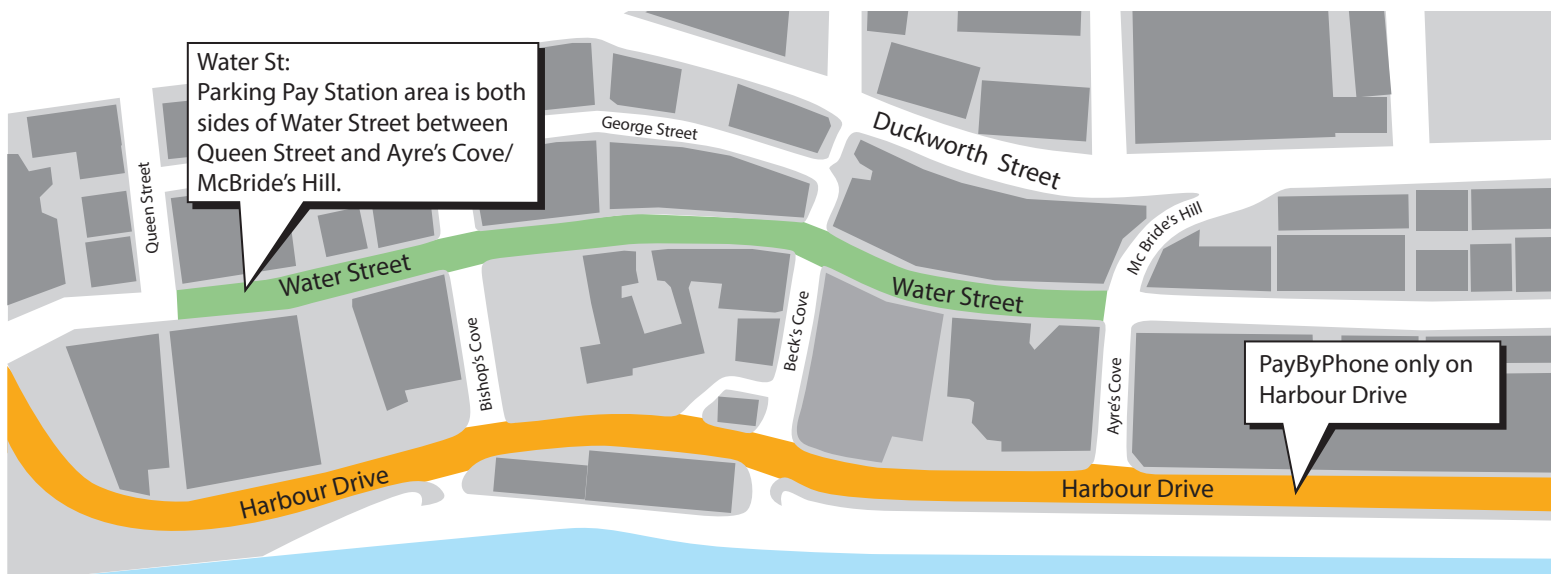 Water St:
Parking Pay Station area is both
sides of Water Street between
Queen Street and Ayre's Cove/
McBride's Hill.
George Street
Duckworth Street
Queen Street
Mc Bride's Hill
Water Street
Water Street
Bishop's Cove
Beck's Cove
Ayre's Cove
PayByPhone only on
Harbour Drive
Harbour Drive
Harbour Drive